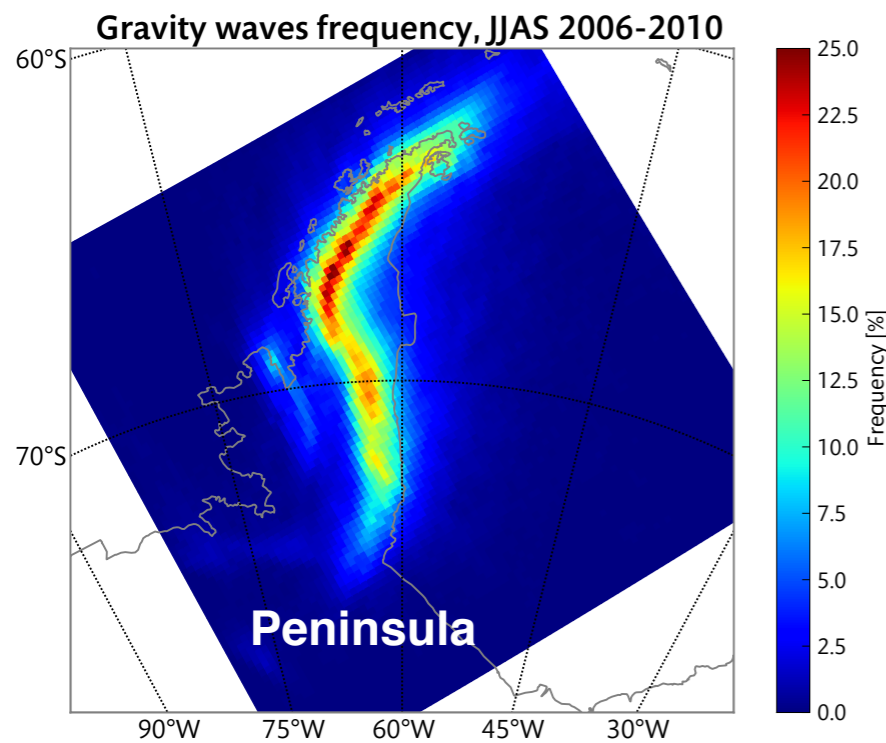 Gravity waves frequency, JJAS 2006-2010
60°S
70°S
Peninsula
90°W 75°W 60°W 45°W 30°W
25.0
22.5
20.0
17.5
15.0
12.5
10.0
7.5
5.0
2.5
0.0
Frequency [%]